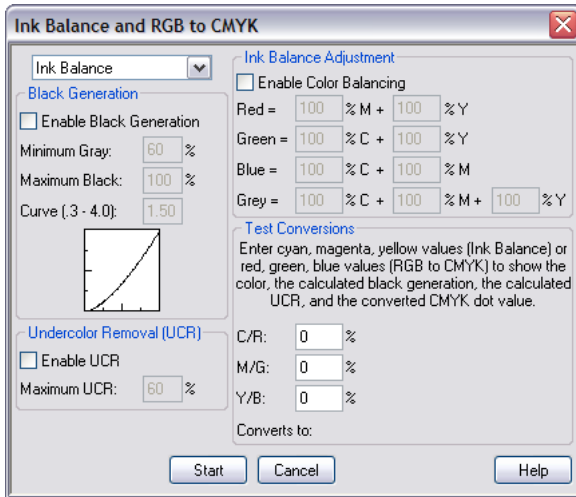 Ink Balance and RGB to CMYK
Ink Balance
Black Generation
Enable Black Generation
Minimum Gray: 60 %
Maximum Black: 100 %
Curve (.3 - 4.0): 1.50
Undercolor Removal (UCR)
Enable UCR
Maximum UCR: 60 %
Ink Balance Adjustment
Enable Color Balancing
Red = 100 % M + 100 % Y
Green = 100 % C + 100 % Y
Blue = 100 % C + 100 % M
Grey = 100 % C + 100 % M + 100 % Y
Test Conversions
Enter cyan, magenta, yellow values (Ink Balance) or
red, green, blue values (RGB to CMYK) to show the
color, the calculated black generation, the calculated
UCR, and the converted CMYK dot value.
C/R: 0 %
M/G: 0 %
Y/B: 0 %
Converts to:
Start Cancel Help